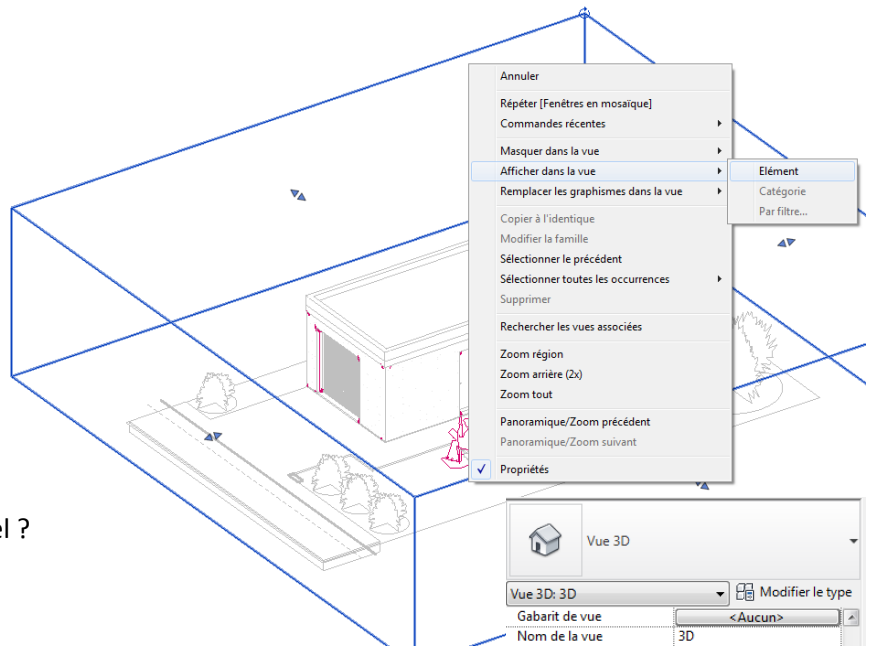 Annuler
Répéter [Fenêtres en mosaïque]
Commandes récentes
Masquer dans la vue
Afficher dans la vue
Remplacer les graphismes dans la vue
Copier à l'identique
Modifier la famille
Sélectionner le précédent
Sélectionner toutes les occurrences
Supprimer
Rechercher les vues associées
Zoom région
Zoom arrière (2x)
Zoom tout
Panoramique/Zoom précédent
Panoramique/Zoom suivant
Propriétés
Elément
Catégorie
Par filtre...
?
Vue 3D
Vue 3D: 3D
Modifier le type
Gabarit de vue <Aucun>
Nom de la vue 3D